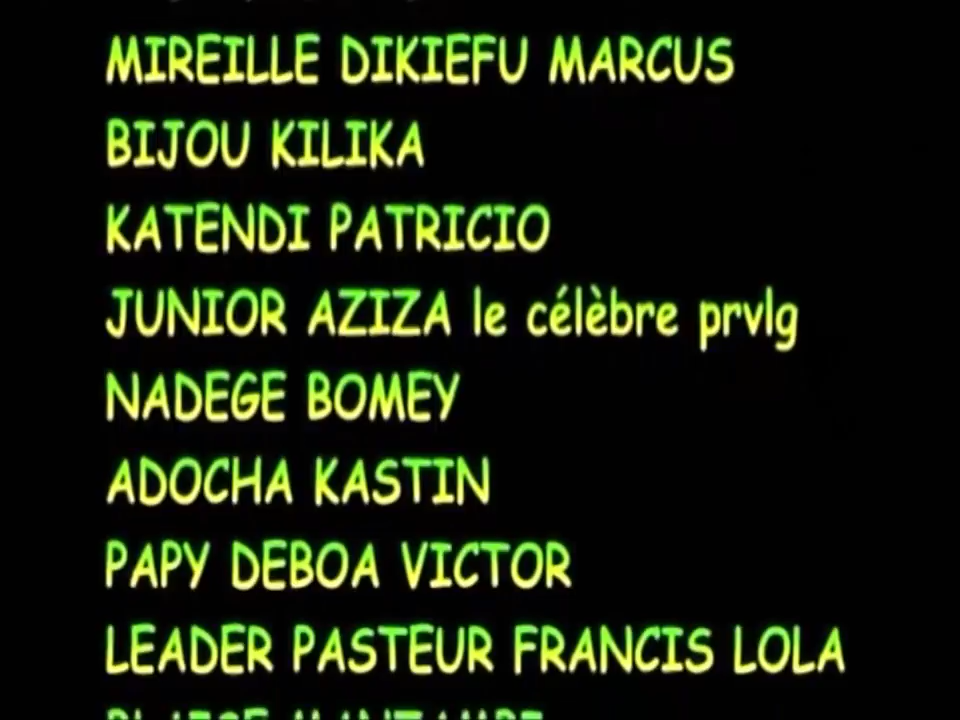 MIREILLE DIKIEFU MARCUS
BIJOU KILIKA
KATENDI PATRICIO
JUNIOR AZIZA le célèbre prvlg
NADEGE BOMEY
ADOCHA KASTIN
PAPY DEBOA VICTOR
LEADER PASTEUR FRANCIS LOLA